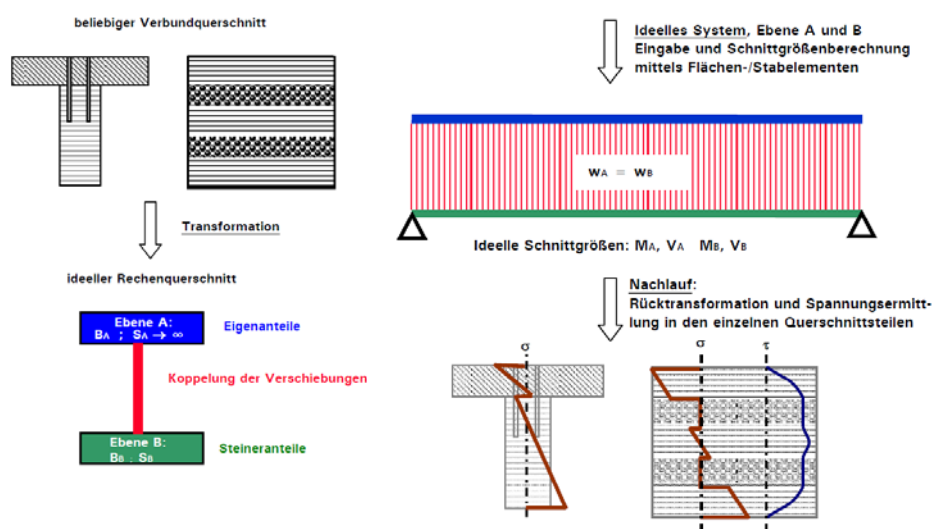 beliebiger Verbundquerschnitt
Transformation
ideeller Rechenquerschnitt
Ebene A:
BA ; SA → ∞
Eigenanteile
Koppelung der Verschiebungen
Ebene B:
BB ; SB
Steineranteile
Ideelles System, Ebene A und B
Eingabe und Schnittgrößenberechnung
mittels Flächen-/Stabelementen
wA = wB
Ideelle Schnittgrößen: MA, VA MB, VB
Nachlauf:
Rücktransformation und Spannungsermitt-
lung in den einzelnen Querschnittsteilen
σ
σ
τ